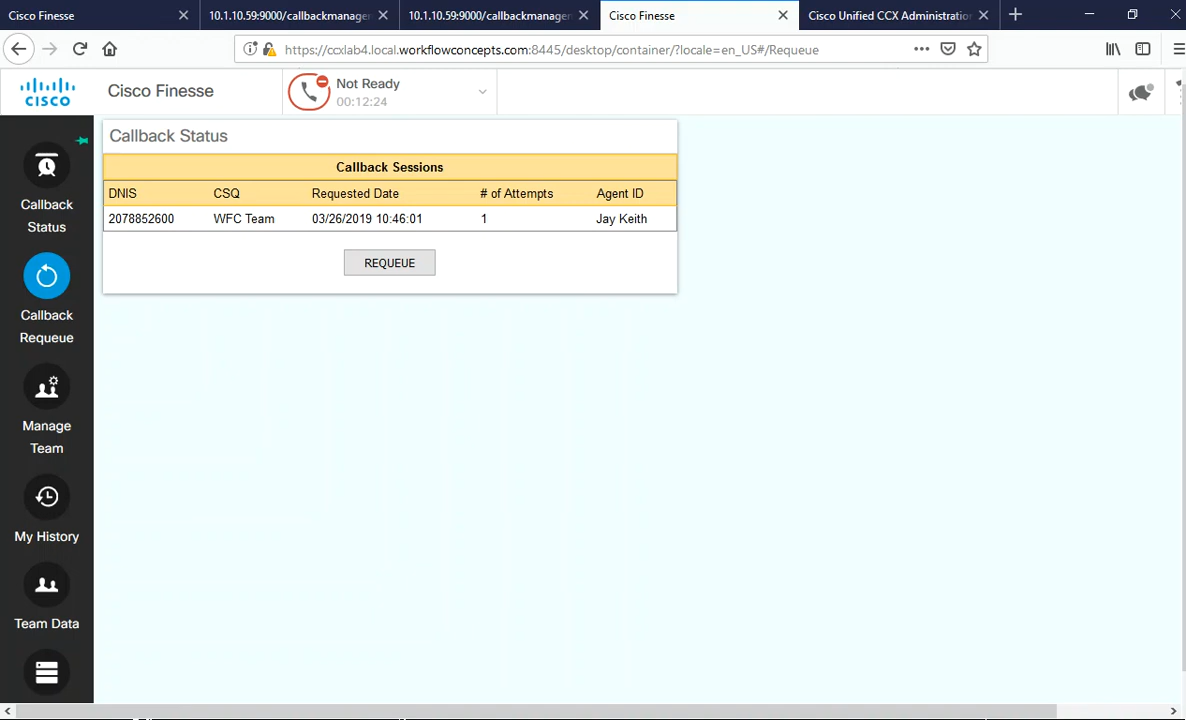 Cisco Finesse
10.1.10.59:9000/callbackmanager
10.1.10.59:9000/callbackmanager
Cisco Finesse
Cisco Unified CCX Administration
https://ccxlab4.local.workflowconcepts.com:8445/desktop/container/?locale=en_US#/Requeue
CISCO
Cisco Finesse
Not Ready
00:12:24
Callback Status
Callback Requeue
Manage Team
My History
Team Data
Callback Status
Callback Sessions
DNIS CSQ Requested Date # of Attempts Agent ID
2078852600 WFC Team 03/26/2019 10:46:01 1 Jay Keith
REQUEUE